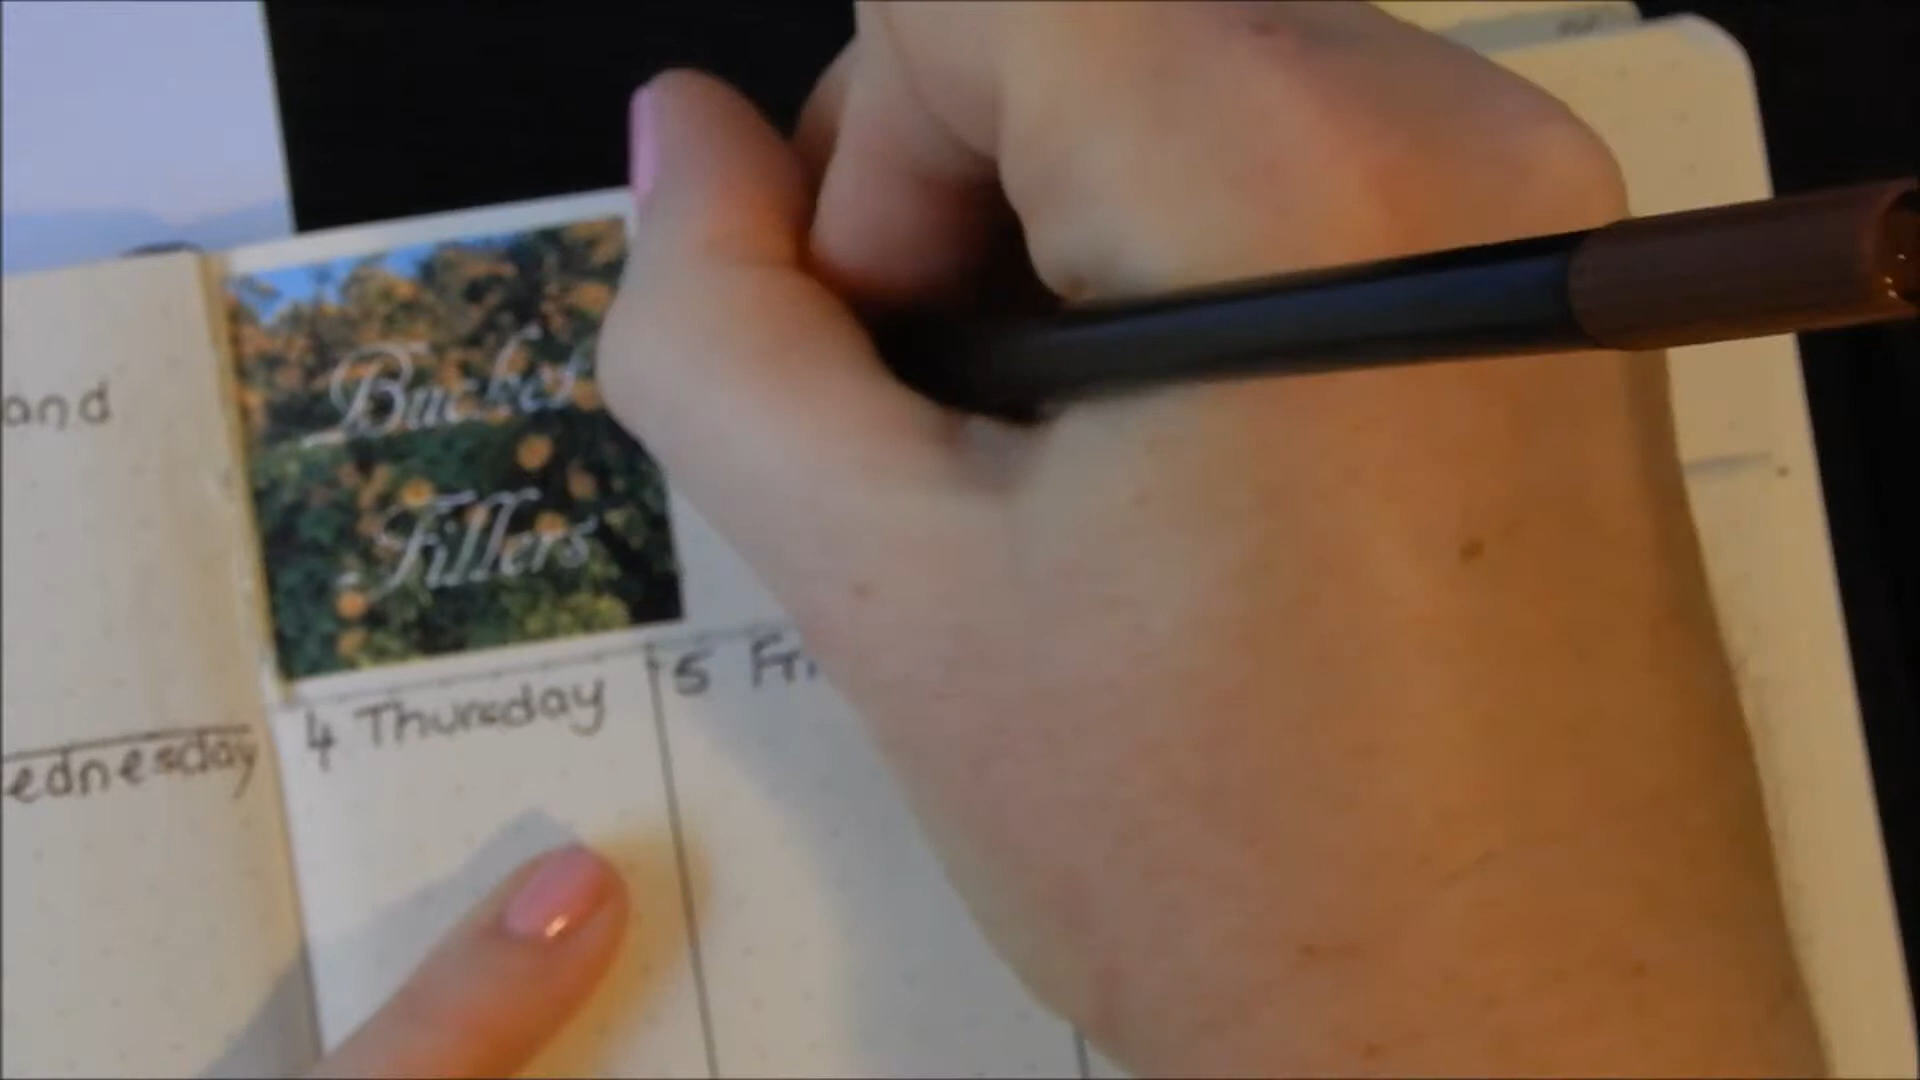 and
Bucket
Fillers
ednesday
4 Thursday
5 Fri